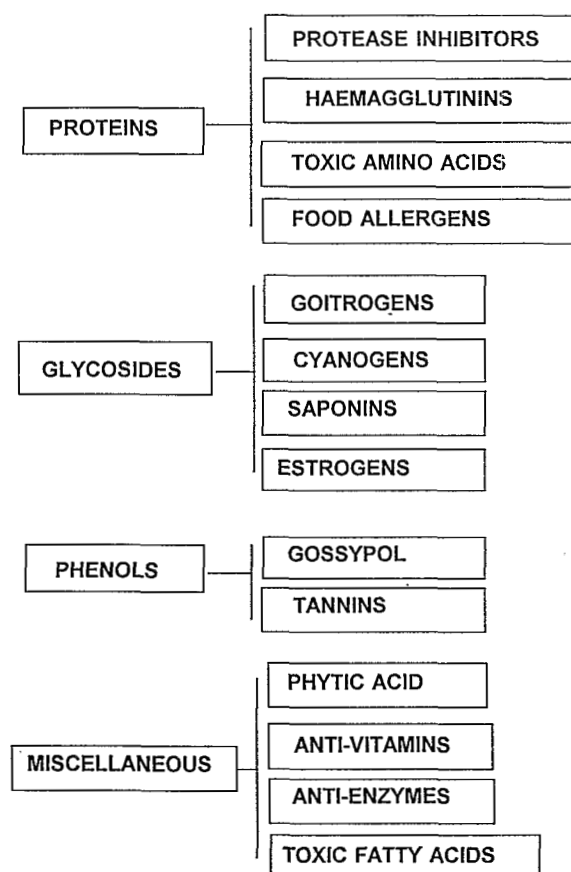 PROTEINS
PROTEASE INHIBITORS
HAEMAGGLUTININS
TOXIC AMINO ACIDS
FOOD ALLERGENS
GLYCOSIDES
GOITROGENS
CYANOGENS
SAPONINS
ESTROGENS
PHENOLS
GOSSYPOL
TANNINS
MISCELLANEOUS
PHYTIC ACID
ANTI-VITAMINS
ANTI-ENZYMES
TOXIC FATTY ACIDS